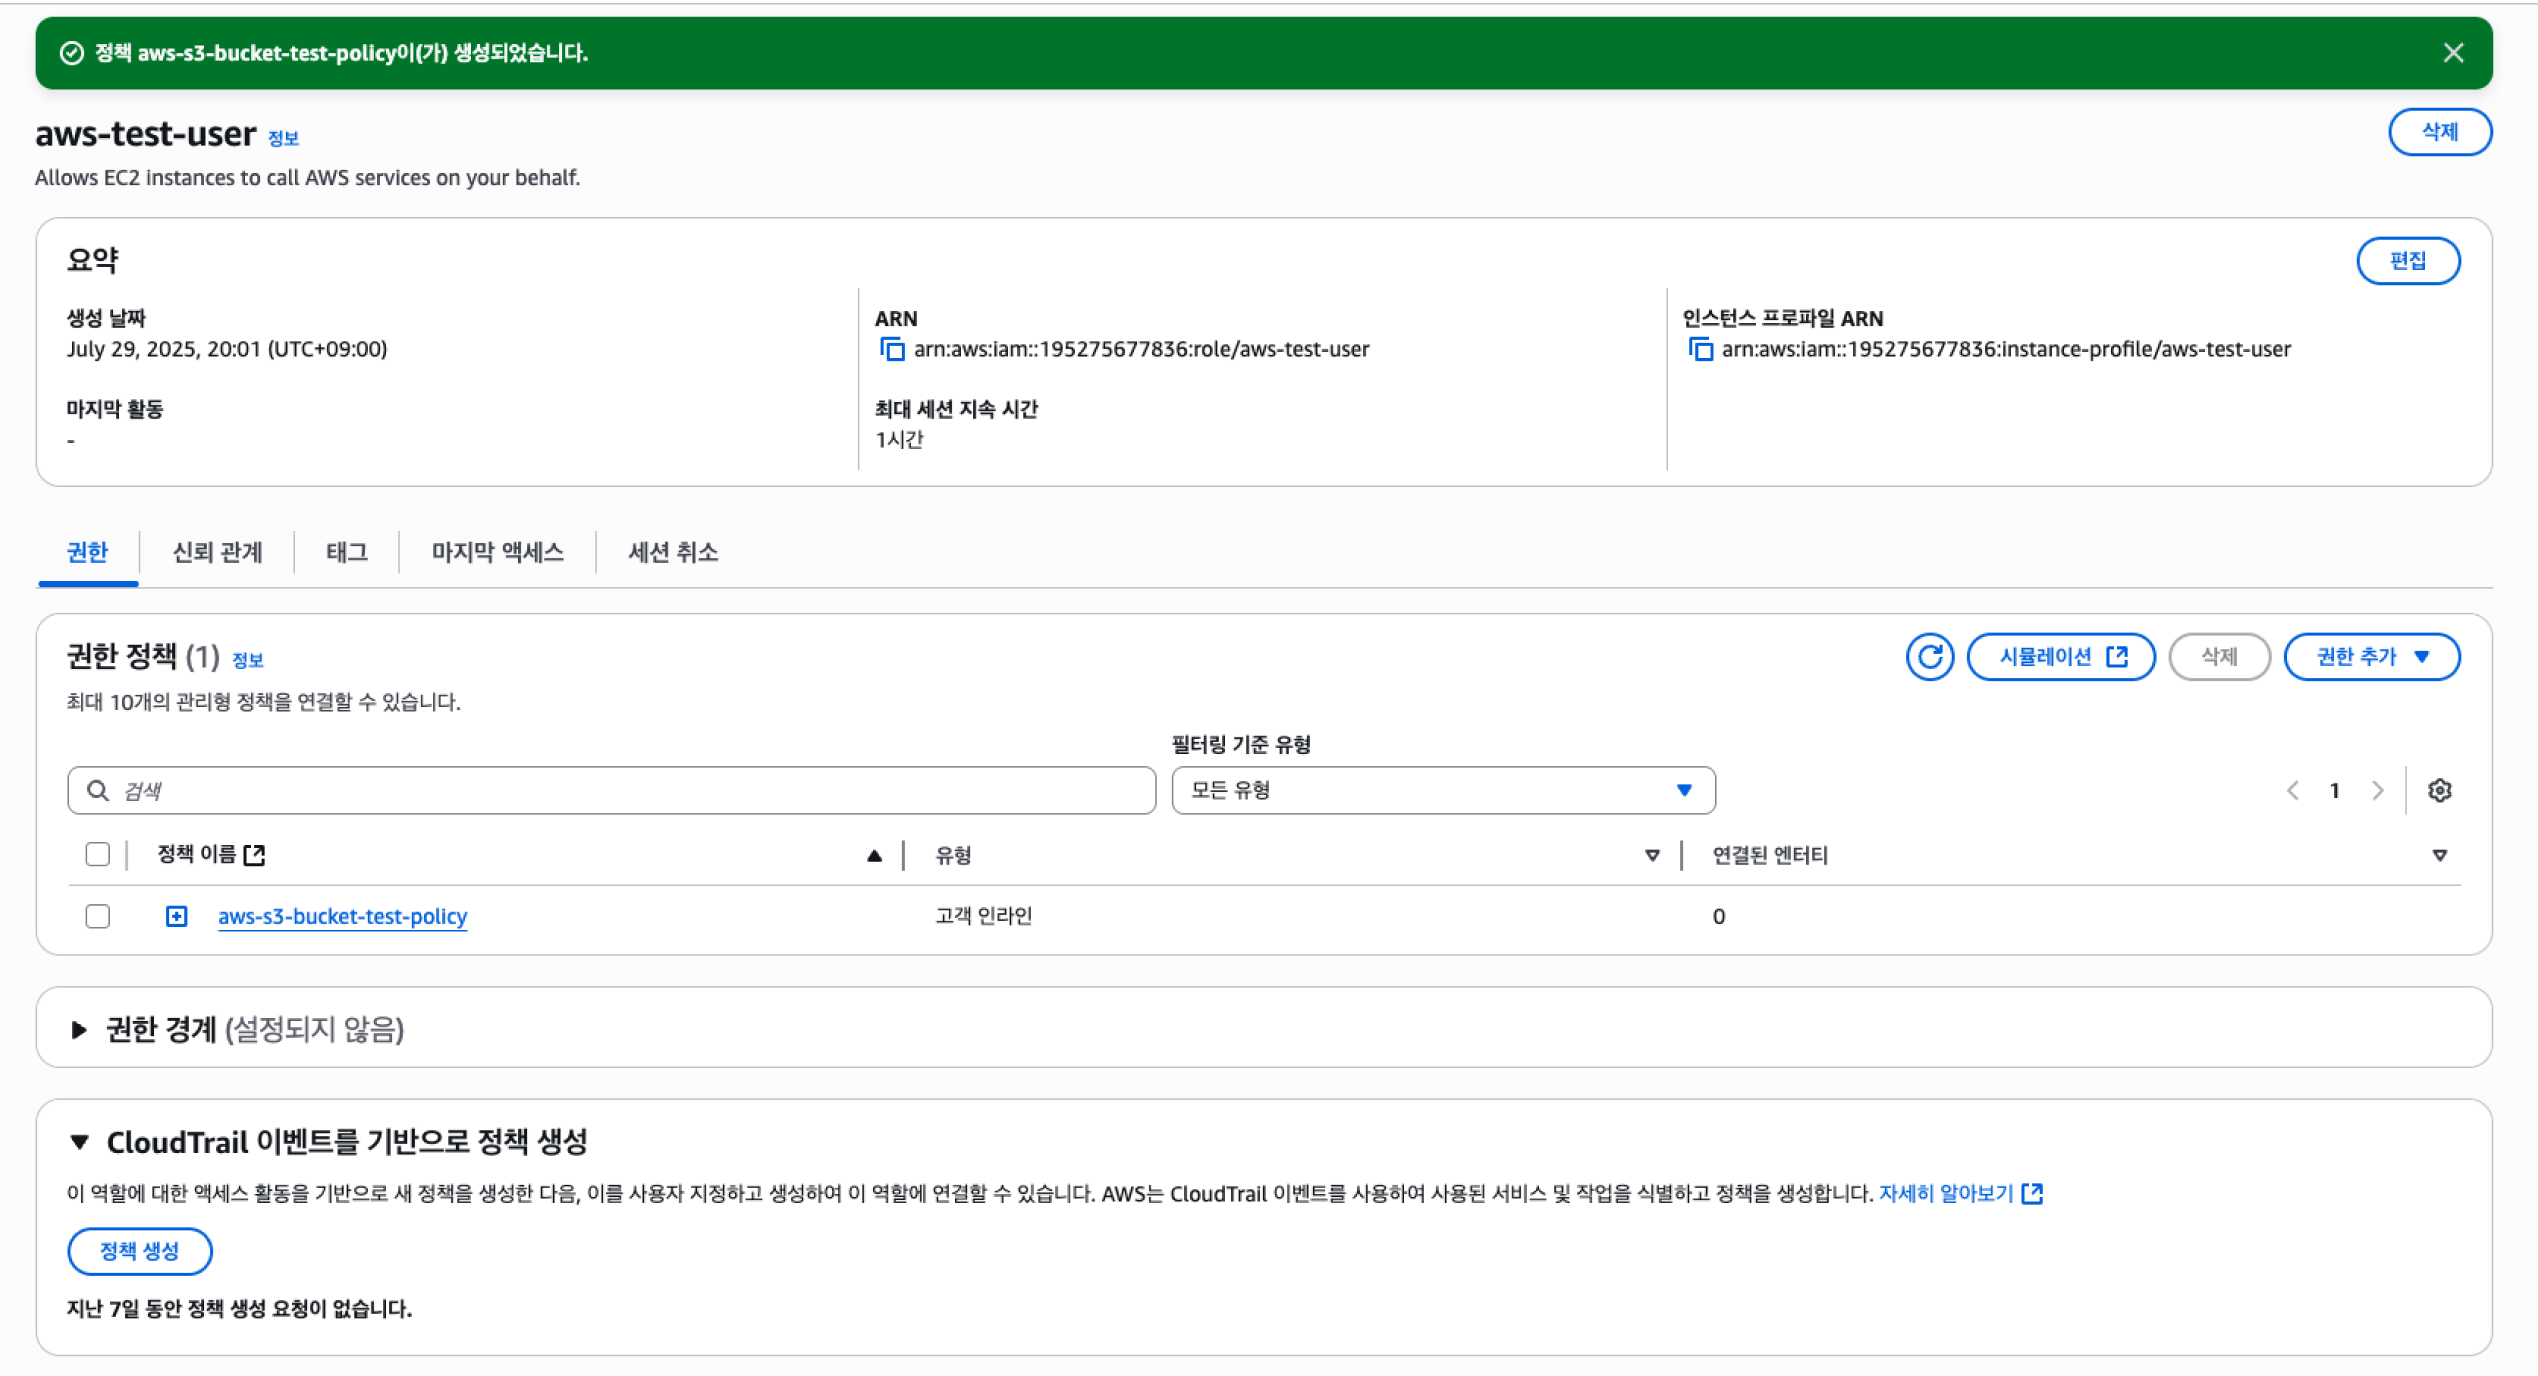 정책 aws-s3-bucket-test-policy이(가) 생성되었습니다.
aws-test-user 정보
삭제
Allows EC2 instances to call AWS services on your behalf.
요약
편집
생성 날짜
July 29, 2025, 20:01 (UTC+09:00)
ARN
arn:aws:iam::195275677836:role/aws-test-user
인스턴스 프로파일 ARN
arn:aws:iam::195275677836:instance-profile/aws-test-user
마지막 활동
-
최대 세션 지속 시간
1시간
권한
신뢰 관계
태그
마지막 액세스
세션 취소
권한 정책 (1) 정보
시뮬레이션
삭제
권한 추가
최대 10개의 관리형 정책을 연결할 수 있습니다.
필터링 기준 유형
검색
모든 유형
1
정책 이름
유형
연결된 엔터티
aws-s3-bucket-test-policy
고객 인라인
0
권한 경계 (설정되지 않음)
CloudTrail 이벤트를 기반으로 정책 생성
이 역할에 대한 액세스 활동을 기반으로 새 정책을 생성한 다음, 이를 사용자 지정하고 생성하여 이 역할에 연결할 수 있습니다. AWS는 CloudTrail 이벤트를 사용하여 사용된 서비스 및 작업을 식별하고 정책을 생성합니다. 자세히 알아보기
정책 생성
지난 7일 동안 정책 생성 요청이 없습니다.